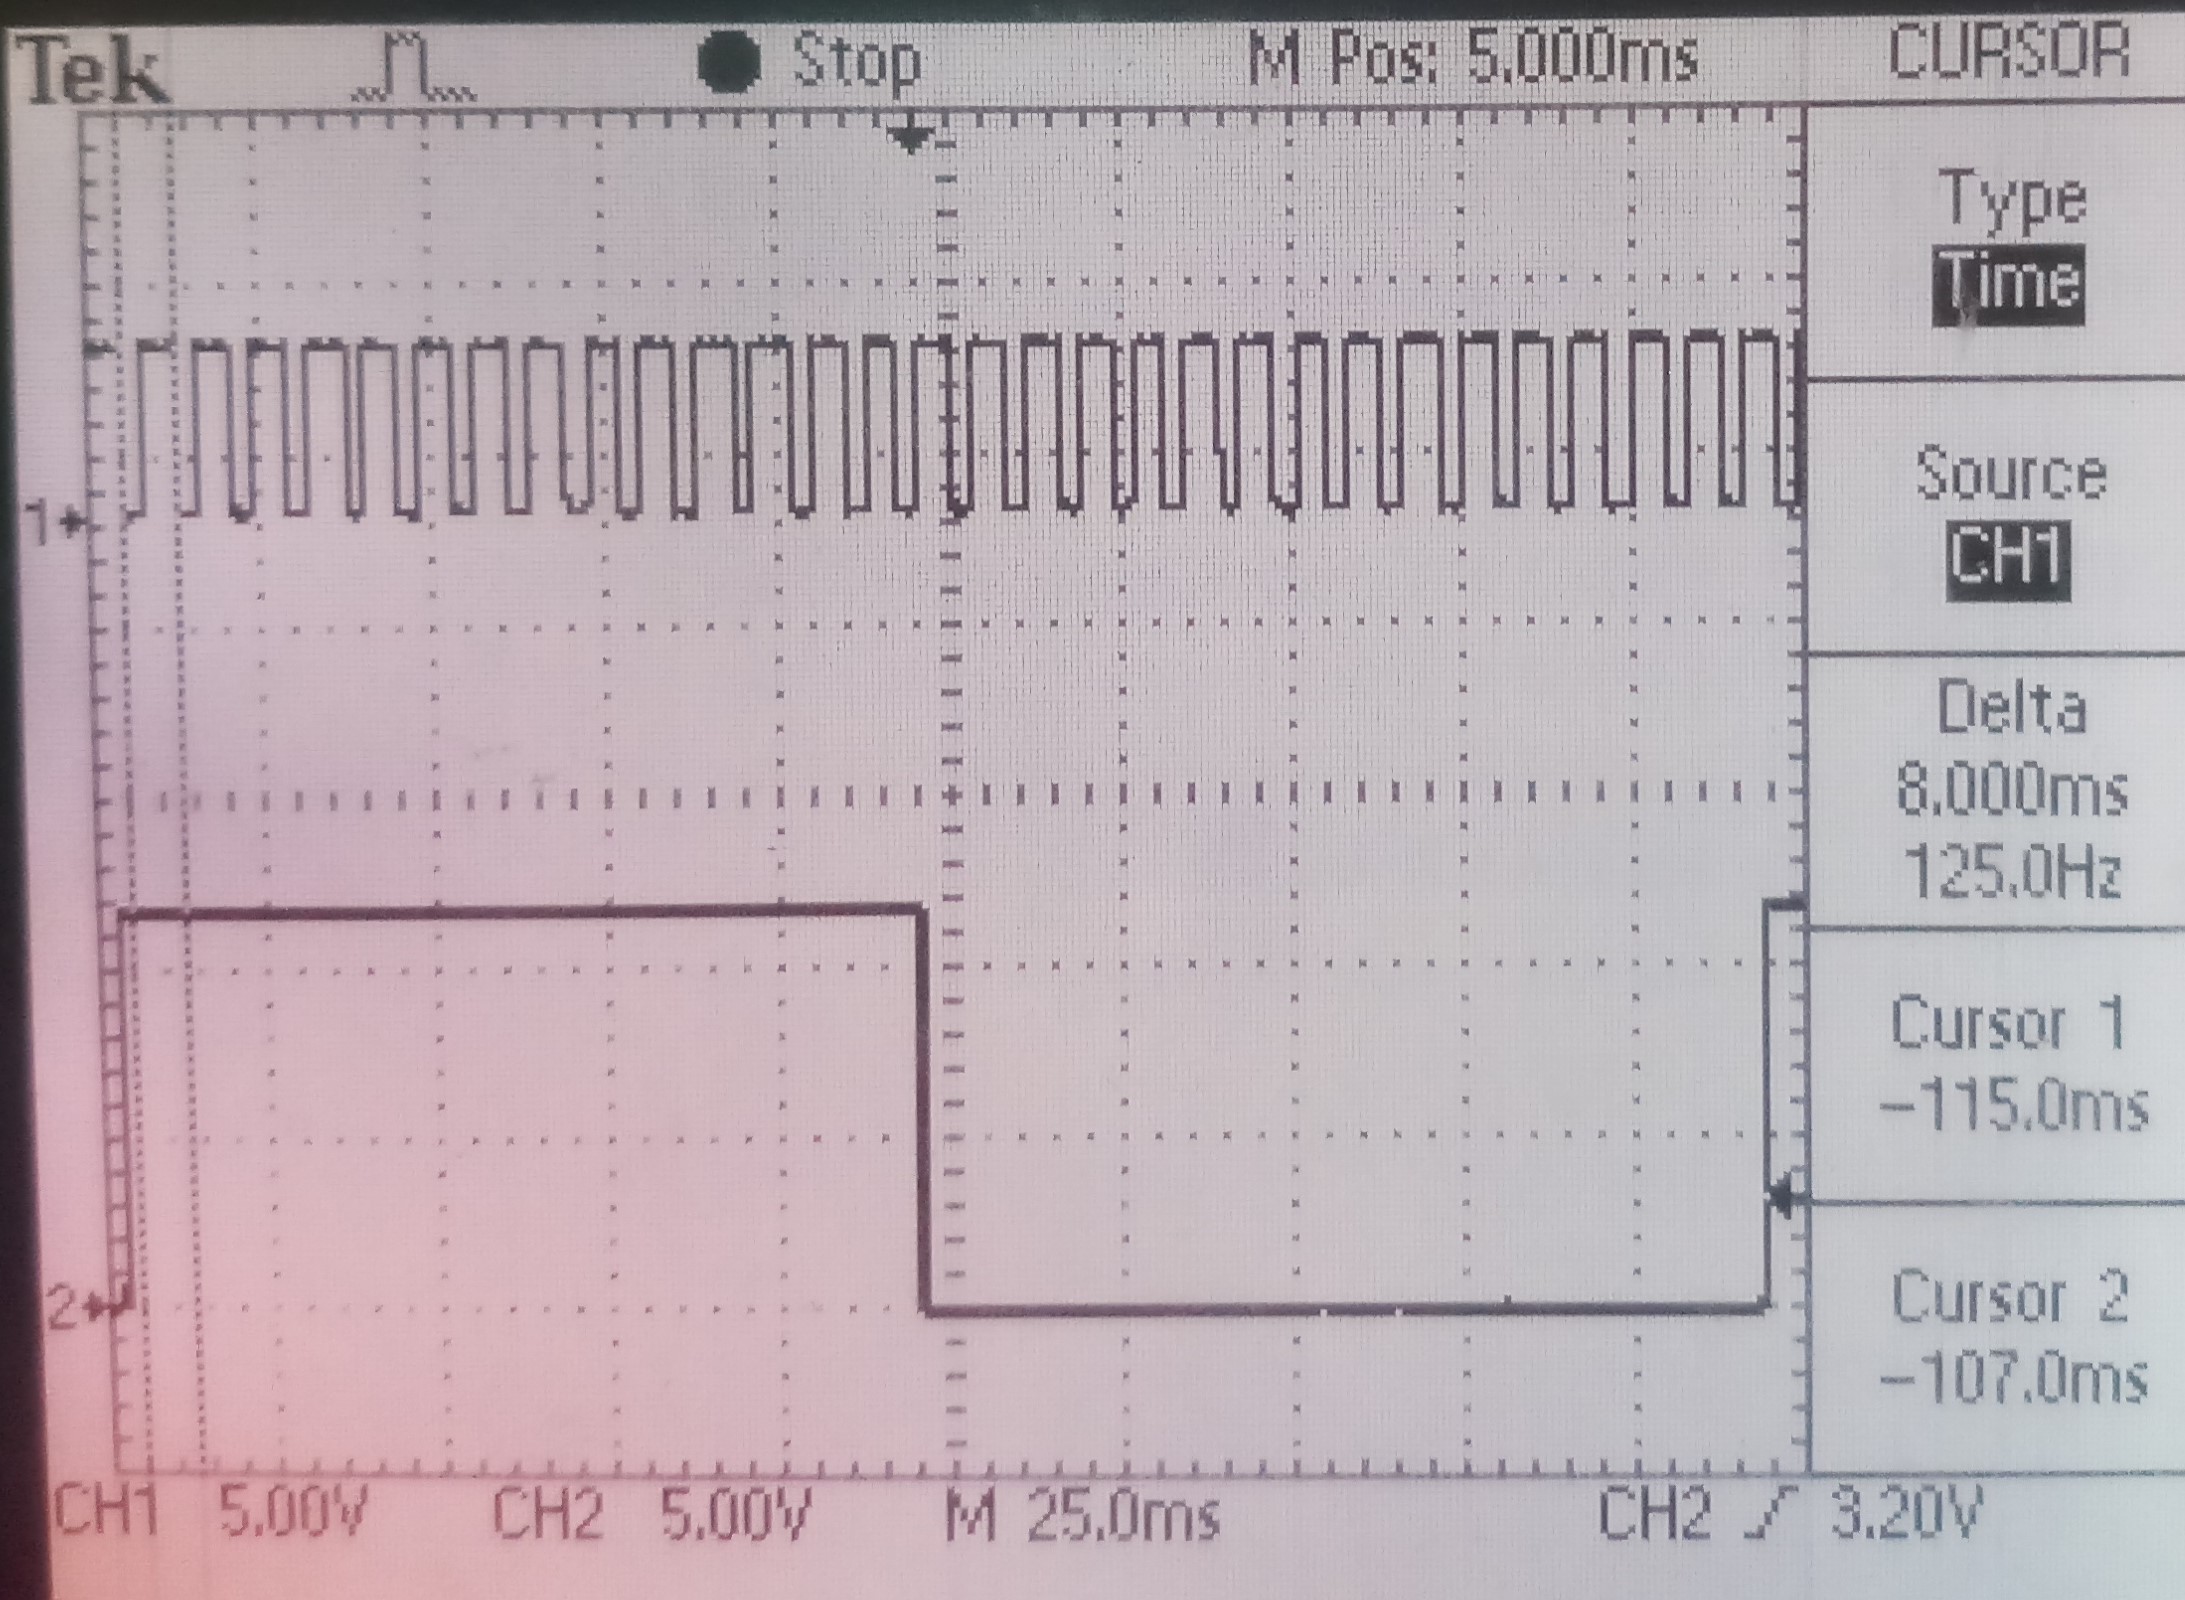 Tek Stop M Pos: 5.000ms CURSOR
Type
Time
Source
CH1
Delta
8.000ms
125.0Hz
Cursor 1
-115.0ms
Cursor 2
-107.0ms
1
2
CH1 5.00V CH2 5.00V M 25.0ms CH2 3.20V